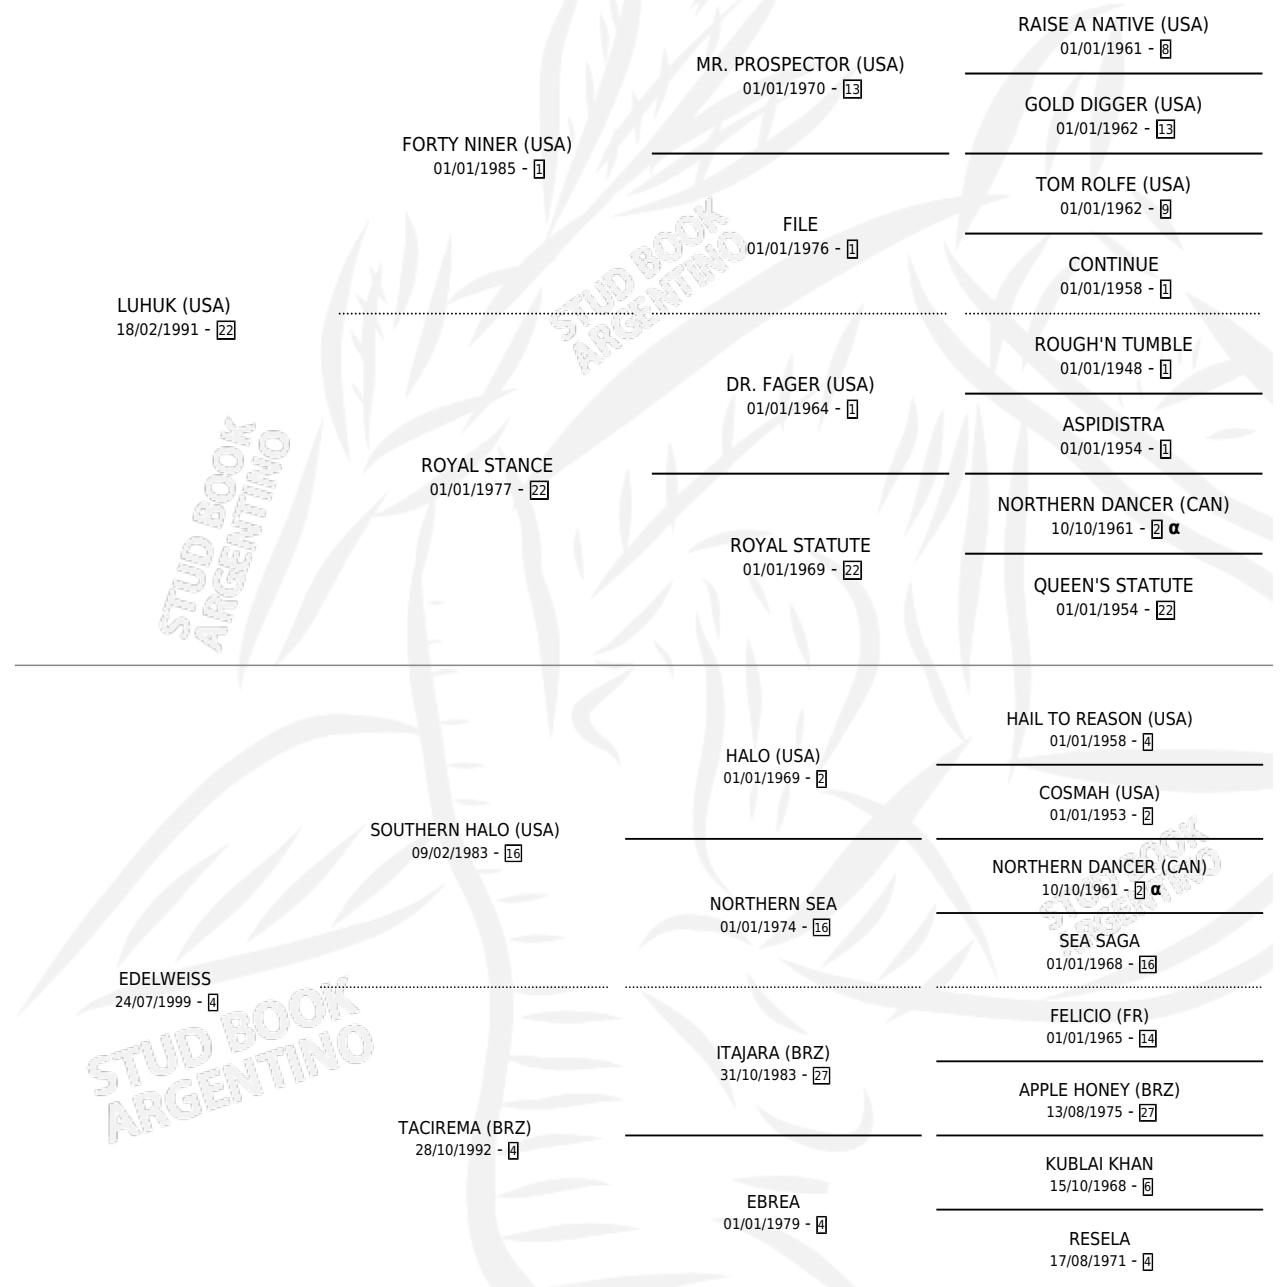 RAISE A NATIVE (USA)
01/01/1961 - 8
MR. PROSPECTOR (USA)
01/01/1970 - 13
GOLD DIGGER (USA)
01/01/1962 - 13
FORTY NINER (USA)
01/01/1985 - 1
TOM ROLFE (USA)
01/01/1962 - 9
FILE
01/01/1976 - 1
CONTINUE
01/01/1958 - 1
LUHUK (USA)
18/02/1991 - 22
ROUGH'N TUMBLE
01/01/1948 - 1
DR. FAGER (USA)
01/01/1964 - 1
ASPIDISTRA
01/01/1954 - 1
ROYAL STANCE
01/01/1977 - 22
NORTHERN DANCER (CAN)
10/10/1961 - 2 α
ROYAL STATUTE
01/01/1969 - 22
QUEEN'S STATUTE
01/01/1954 - 22
HAIL TO REASON (USA)
01/01/1958 - 4
HALO (USA)
01/01/1969 - 2
COSMAH (USA)
01/01/1953 - 2
SOUTHERN HALO (USA)
09/02/1983 - 16
NORTHERN DANCER (CAN)
10/10/1961 - 2 α
NORTHERN SEA
01/01/1974 - 16
SEA SAGA
01/01/1968 - 16
EDELWEISS
24/07/1999 - 4
FELICIO (FR)
01/01/1965 - 14
ITAJARA (BRZ)
31/10/1983 - 27
APPLE HONEY (BRZ)
13/08/1975 - 27
TACIREMA (BRZ)
28/10/1992 - 4
KUBLAI KHAN
15/10/1968 - 6
EBREA
01/01/1979 - 4
RESELA
17/08/1971 - 4
STUD BOOK
ARGENTINO
STUD BOOK
ARGENTINO
STUD BOOK
ARGENTINO
STUD BOOK
ARGENTINO